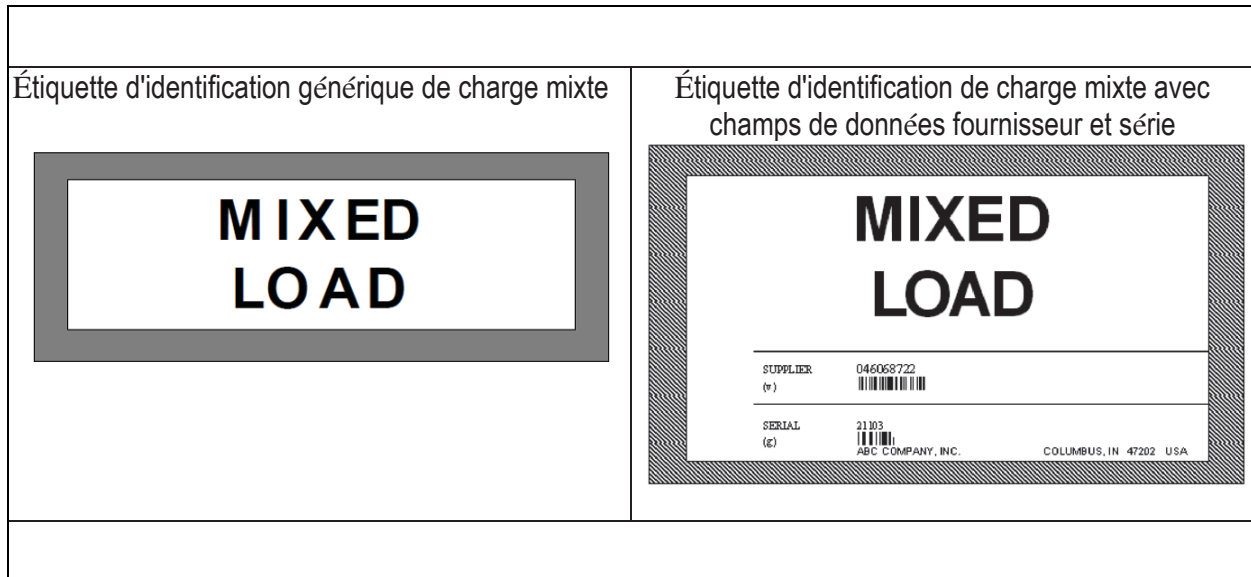 Étiquette d'identification générique de charge mixte
MIXED
LOAD
Étiquette d'identification de charge mixte avec
champs de données fournisseur et série
MIXED
LOAD
SUPPLIER 046068722
(v)
SERIAL 21103
(g)
ABC COMPANY, INC. COLUMBUS, IN 47202 USA